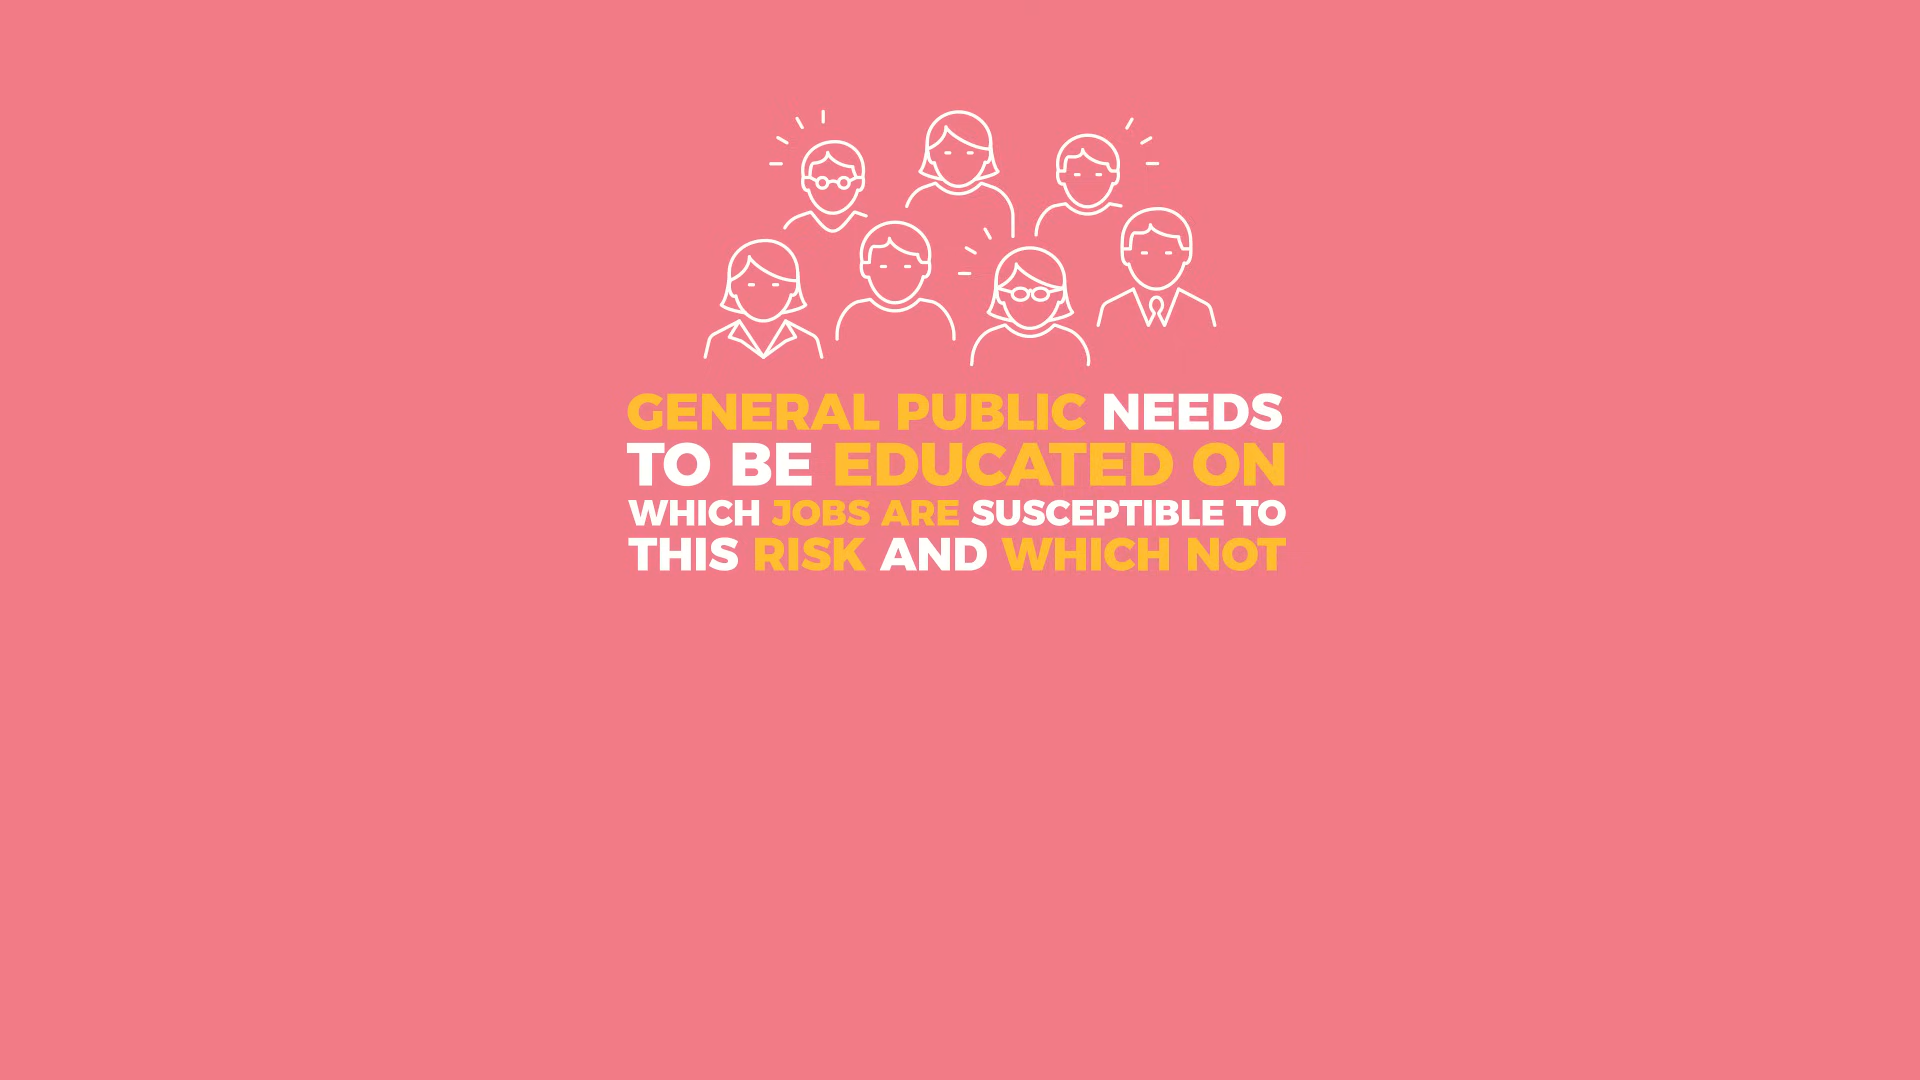 GENERAL PUBLIC NEEDS
TO BE EDUCATED ON
WHICH JOBS ARE SUSCEPTIBLE TO
THIS RISK AND WHICH NOT